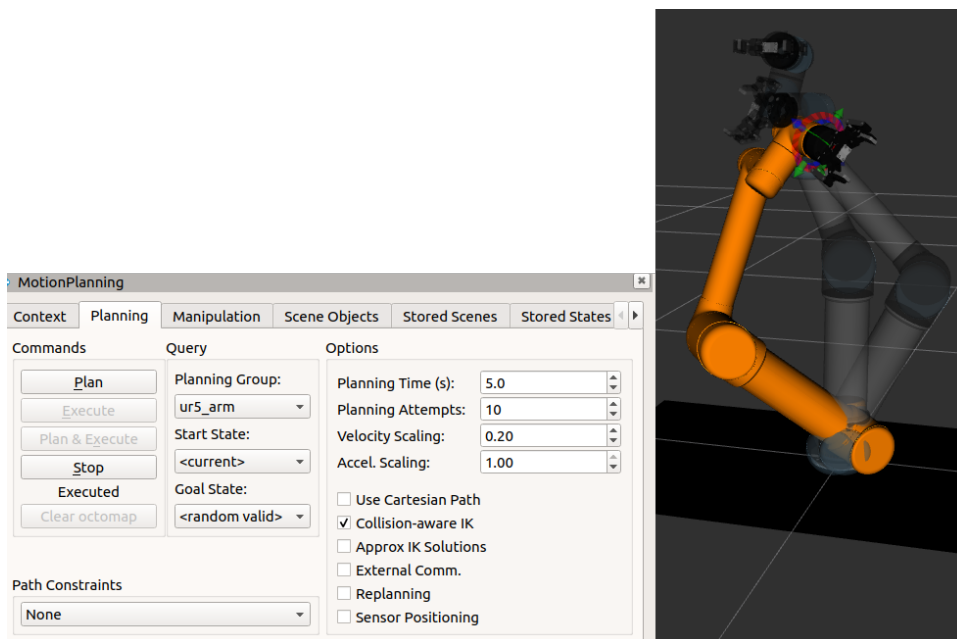 MotionPlanning
Context Planning Manipulation Scene Objects Stored Scenes Stored States
Commands Query Options
Plan
Execute
Plan & Execute
Stop
Executed
Clear octomap
Planning Group:
ur5_arm
Start State:
<current>
Goal State:
<random valid>
Planning Time (s): 5.0
Planning Attempts: 10
Velocity Scaling: 0.20
Accel. Scaling: 1.00
Use Cartesian Path
Collision-aware IK
Approx IK Solutions
External Comm.
Replanning
Sensor Positioning
Path Constraints
None